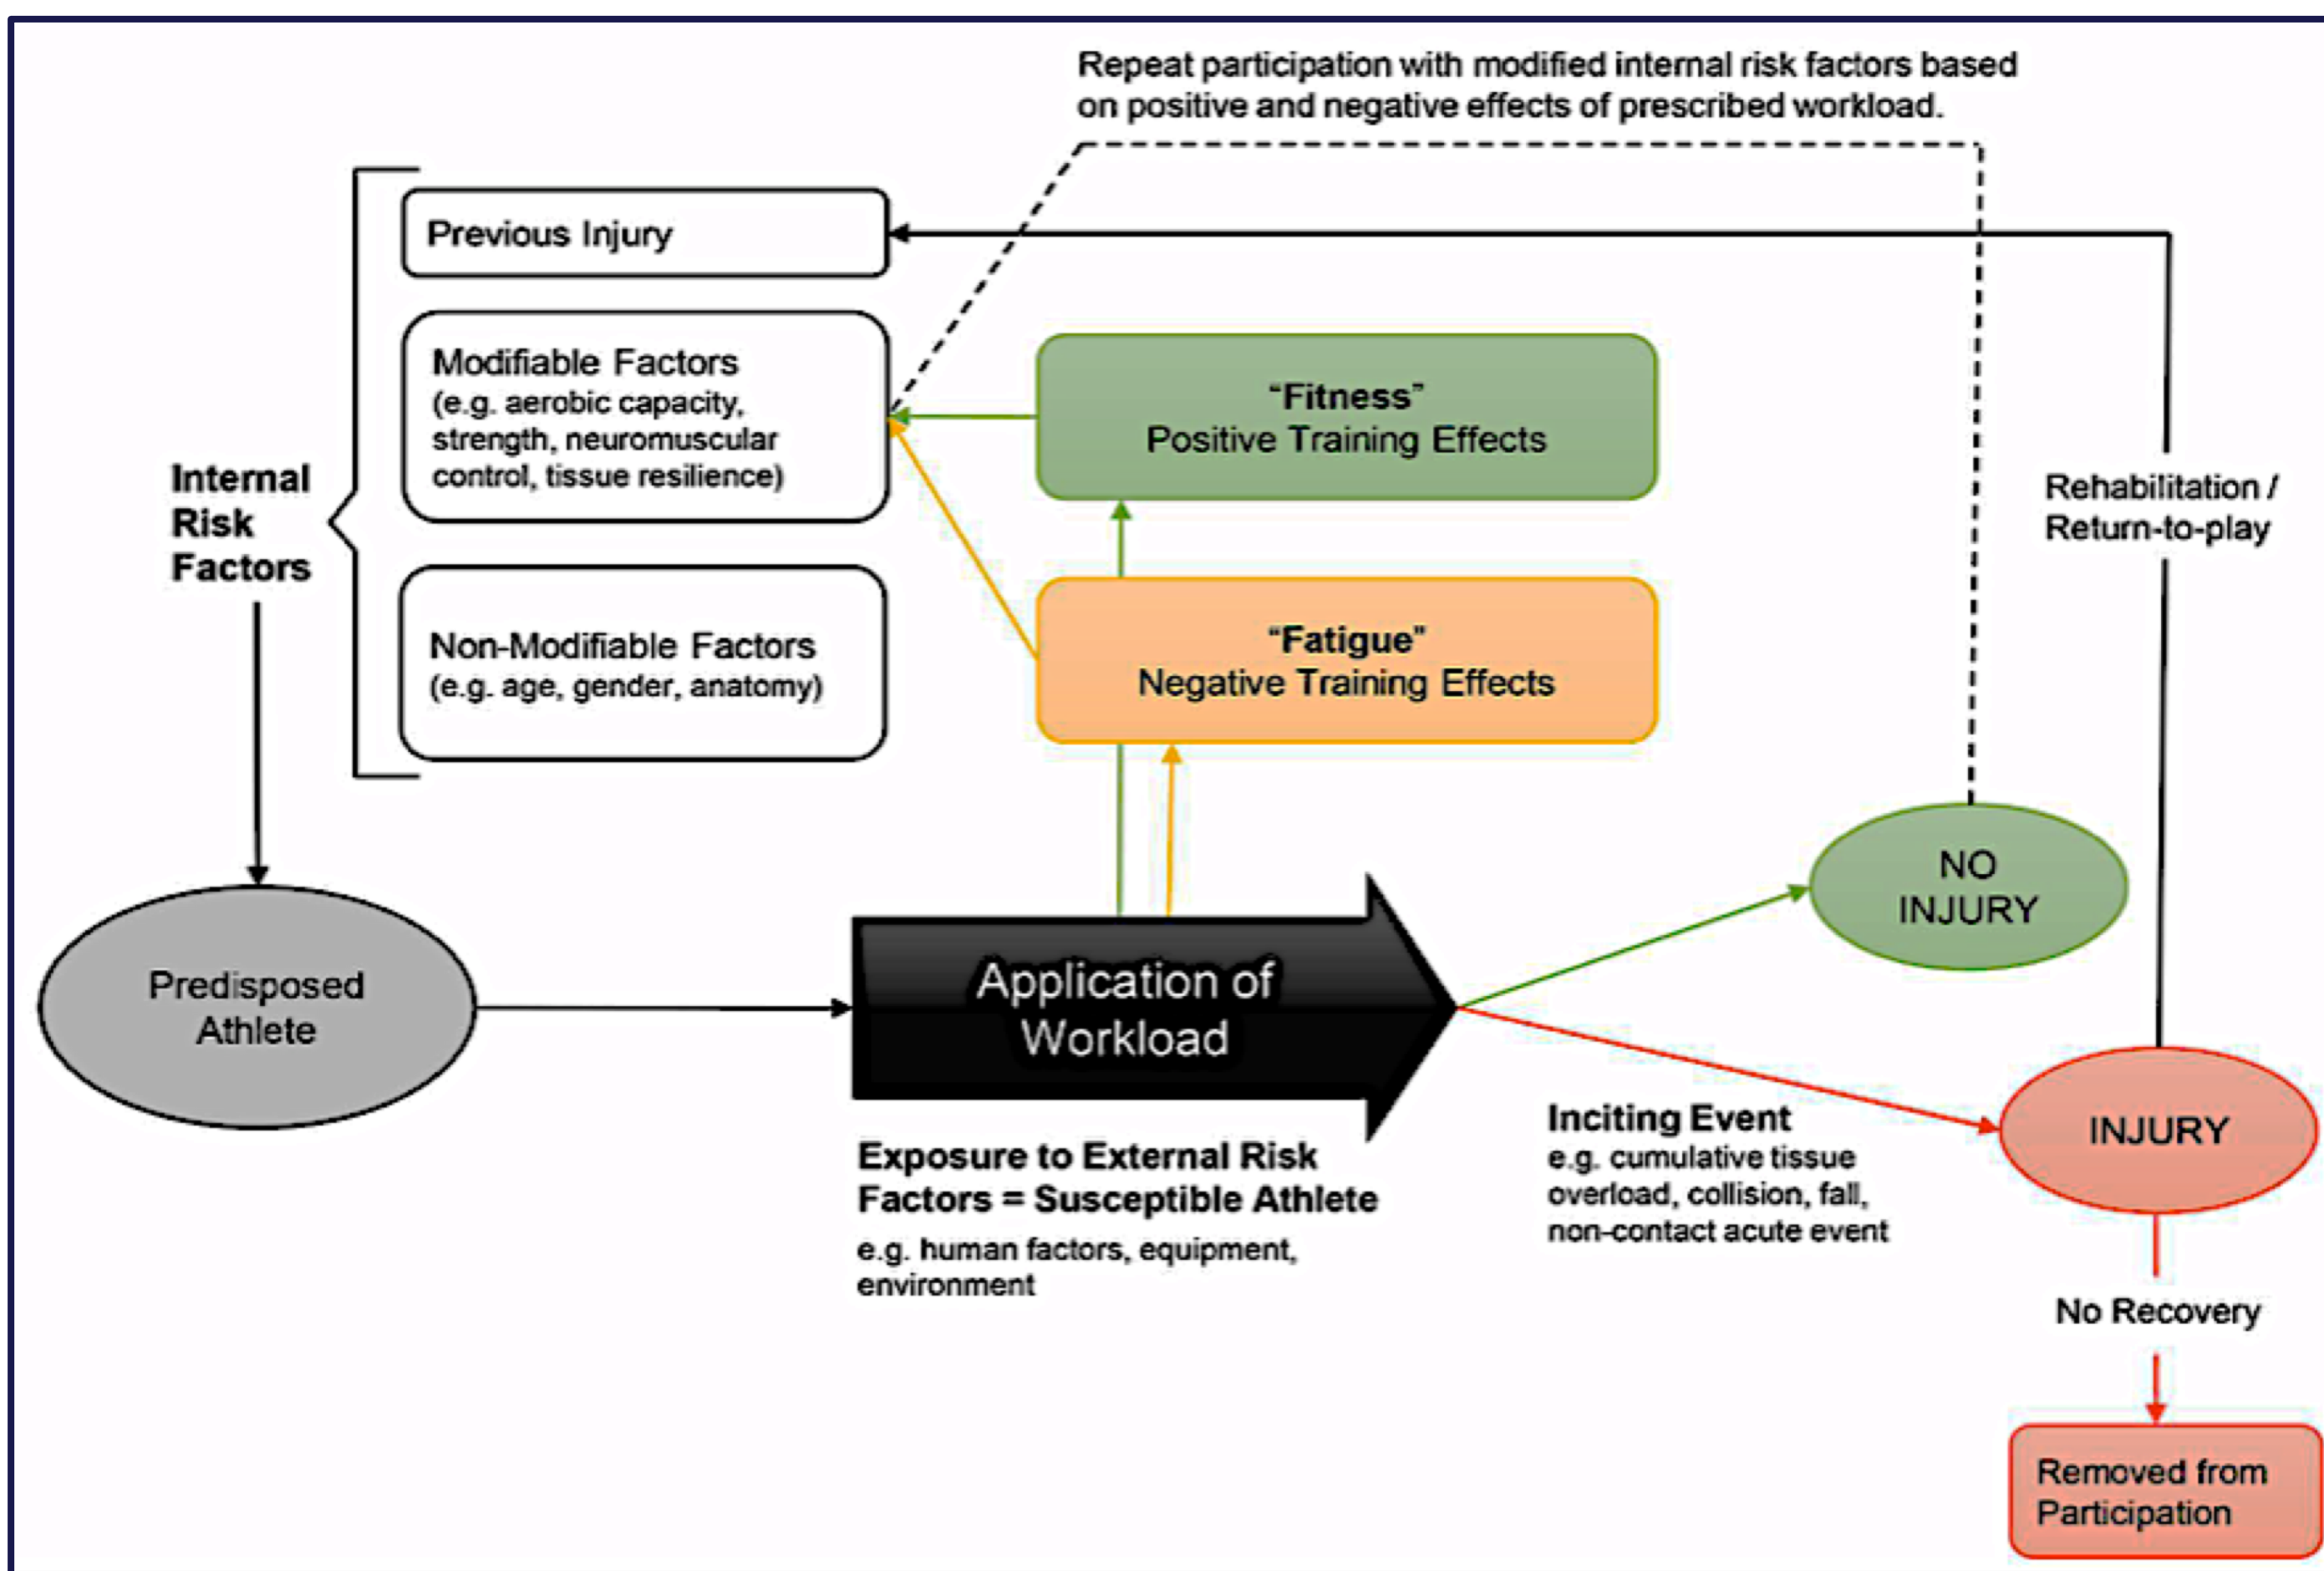 Repeat participation with modified internal risk factors based
on positive and negative effects of prescribed workload.
Previous Injury
Modifiable Factors
(e.g. aerobic capacity,
strength, neuromuscular
control, tissue resilience)
Non-Modifiable Factors
(e.g. age, gender, anatomy)
Internal
Risk
Factors
“Fitness”
Positive Training Effects
“Fatigue”
Negative Training Effects
Rehabilitation /
Return-to-play
Predisposed
Athlete
Application of
Workload
Exposure to External Risk
Factors = Susceptible Athlete
e.g. human factors, equipment,
environment
NO
INJURY
Inciting Event
e.g. cumulative tissue
overload, collision, fall,
non-contact acute event
INJURY
No Recovery
Removed from
Participation